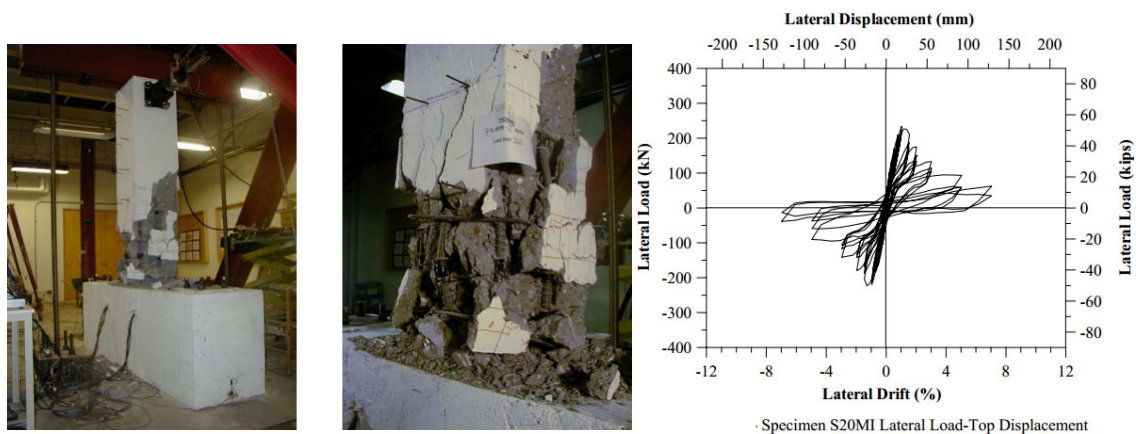 Lateral Displacement (mm)
-200 -150 -100 -50 0 50 100 150 200
400
300
200
100
0
-100
-200
-300
-400
Lateral Load (kN)
80
60
40
20
0
-20
-40
-60
-80
Lateral Load (kips)
-12 -8 -4 0 4 8 12
Lateral Drift (%)
Specimen S20MI Lateral Load-Top Displacement